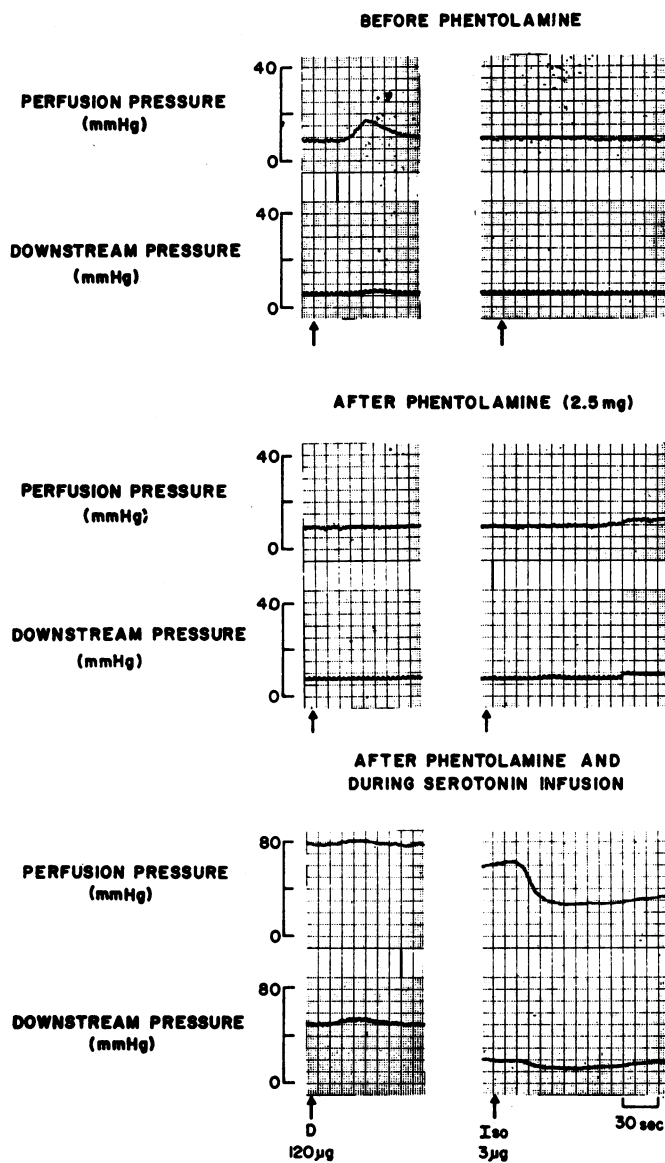 BEFORE PHENTOLAMINE
40
PERFUSION PRESSURE
(mmHg)
0
40
DOWNSTREAM PRESSURE
(mmHg)
0
AFTER PHENTOLAMINE (2.5mg)
40
PERFUSION PRESSURE
(mmHg)
0
40
DOWNSTREAM PRESSURE
(mmHg)
0
AFTER PHENTOLAMINE AND
DURING SEROTONIN INFUSION
80
PERFUSION PRESSURE
(mmHg)
0
80
DOWNSTREAM PRESSURE
(mmHg)
0
D
120µg
Iso
3µg
30 sec